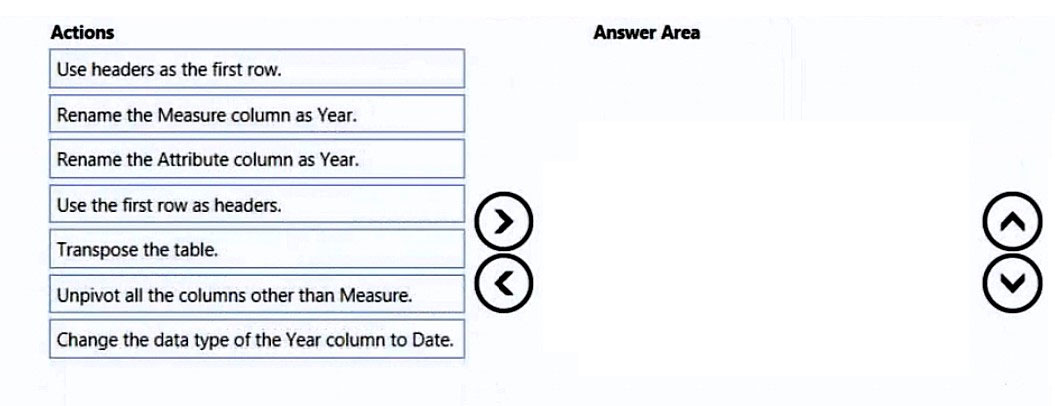 Actions
Answer Area
Use headers as the first row.
Rename the Measure column as Year.
Rename the Attribute column as Year.
Use the first row as headers.
Transpose the table.
Unpivot all the columns other than Measure.
Change the data type of the Year column to Date.